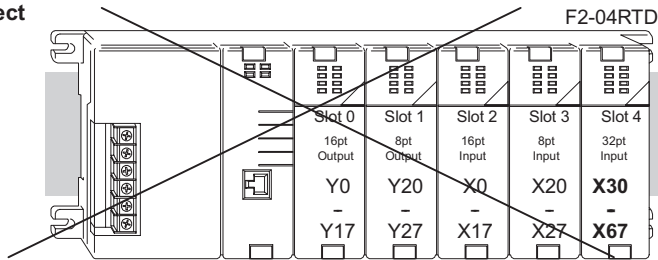 ect
F2-04RTD
Slot 0 Slot 1 Slot 2 Slot 3 Slot 4
16pt 8pt 16pt 8pt 32pt
Output Output Input Input Input
Y0 Y20 X0 X20 X30
- - - - -
Y17 Y27 X17 X27 X67